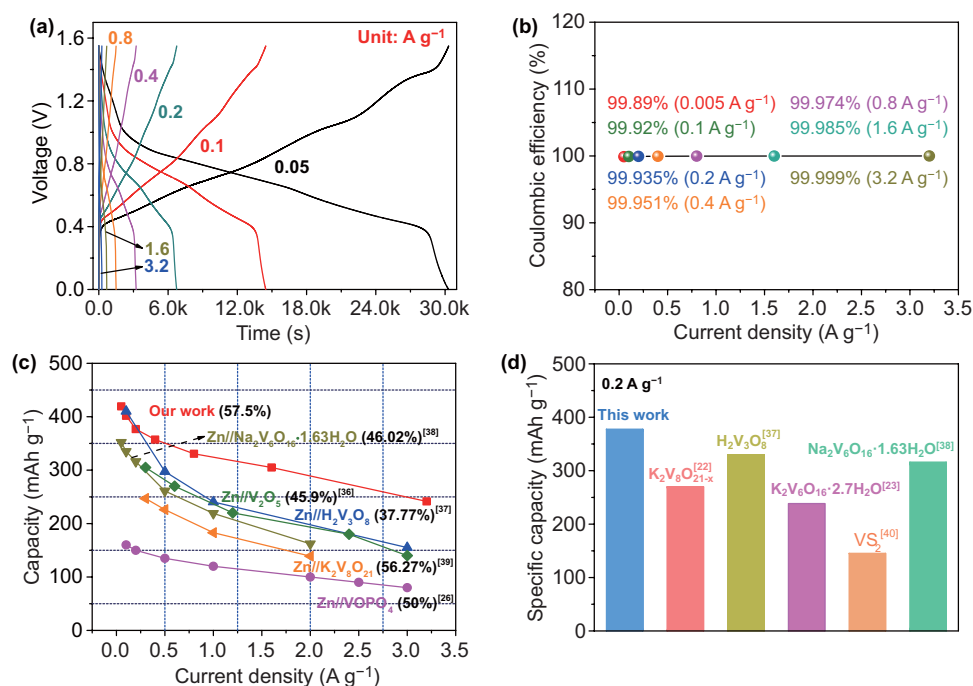 (a)
0.8
Unit: A g⁻¹
0.4
0.2
0.1
0.05
1.6
3.2
1.6
1.2
0.8
0.4
0.0
Voltage (V)
0 6.0k 12.0k 18.0k 24.0k 30.0k
Time (s)
(b)
99.89% (0.005 A g⁻¹)
99.974% (0.8 A g⁻¹)
99.92% (0.1 A g⁻¹)
99.985% (1.6 A g⁻¹)
99.935% (0.2 A g⁻¹)
99.999% (3.2 A g⁻¹)
99.951% (0.4 A g⁻¹)
120
110
100
90
80
Coulombic efficiency (%)
0.0 0.5 1.0 1.5 2.0 2.5 3.0 3.5
Current density (A g⁻¹)
(c)
Our work (57.5%)
Zn//Na₂V₆O₁₆·1.63H₂O (46.02%)[38]
Zn//V₂O₅ (45.9%)[36]
Zn//H₂V₃O₈ (37.77%)[37]
Zn//K₂V₈O₂₁ (56.27%)[39]
Zn//VOPO₄ (50%)[26]
500
400
300
200
100
0
Capacity (mAh g⁻¹)
0.0 0.5 1.0 1.5 2.0 2.5 3.0 3.5
Current density (A g⁻¹)
(d)
0.2 A g⁻¹
This work
K₂V₈O₂₁₋ₓ[22]
H₂V₃O₈[37]
K₂V₆O₁₆·2.7H₂O[23]
VS₂[40]
Na₂V₆O₁₆·1.63H₂O[38]
500
400
300
200
100
0
Specific capacity (mAh g⁻¹)